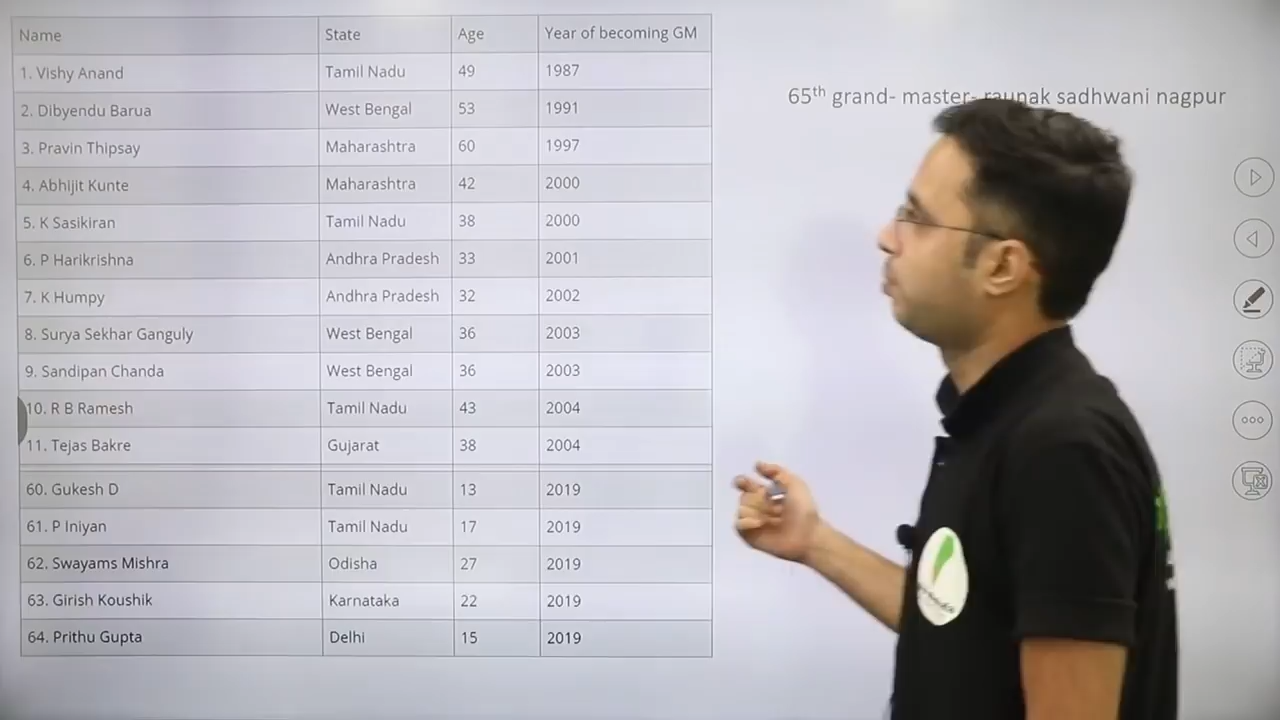 Name State Age Year of becoming GM
1. Vishy Anand Tamil Nadu 49 1987
2. Dibyendu Barua West Bengal 53 1991
3. Pravin Thipsay Maharashtra 60 1997
4. Abhijit Kunte Maharashtra 42 2000
5. K Sasikiran Tamil Nadu 38 2000
6. P Harikrishna Andhra Pradesh 33 2001
7. K Humpy Andhra Pradesh 32 2002
8. Surya Sekhar Ganguly West Bengal 36 2003
9. Sandipan Chanda West Bengal 36 2003
10. R B Ramesh Tamil Nadu 43 2004
11. Tejas Bakre Gujarat 38 2004
60. Gukesh D Tamil Nadu 13 2019
61. P Iniyan Tamil Nadu 17 2019
62. Swayams Mishra Odisha 27 2019
63. Girish Koushik Karnataka 22 2019
64. Prithu Gupta Delhi 15 2019
65th grand- master- raunak sadhwani nagpur